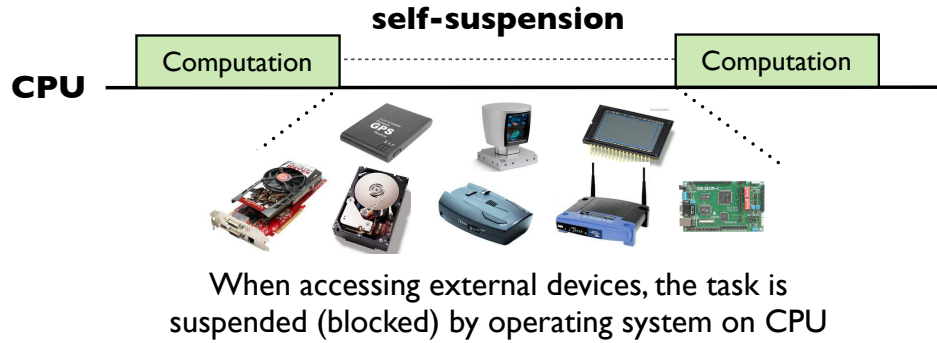 self-suspension
Computation
Computation
CPU
GPS
When accessing external devices, the task is
suspended (blocked) by operating system on CPU